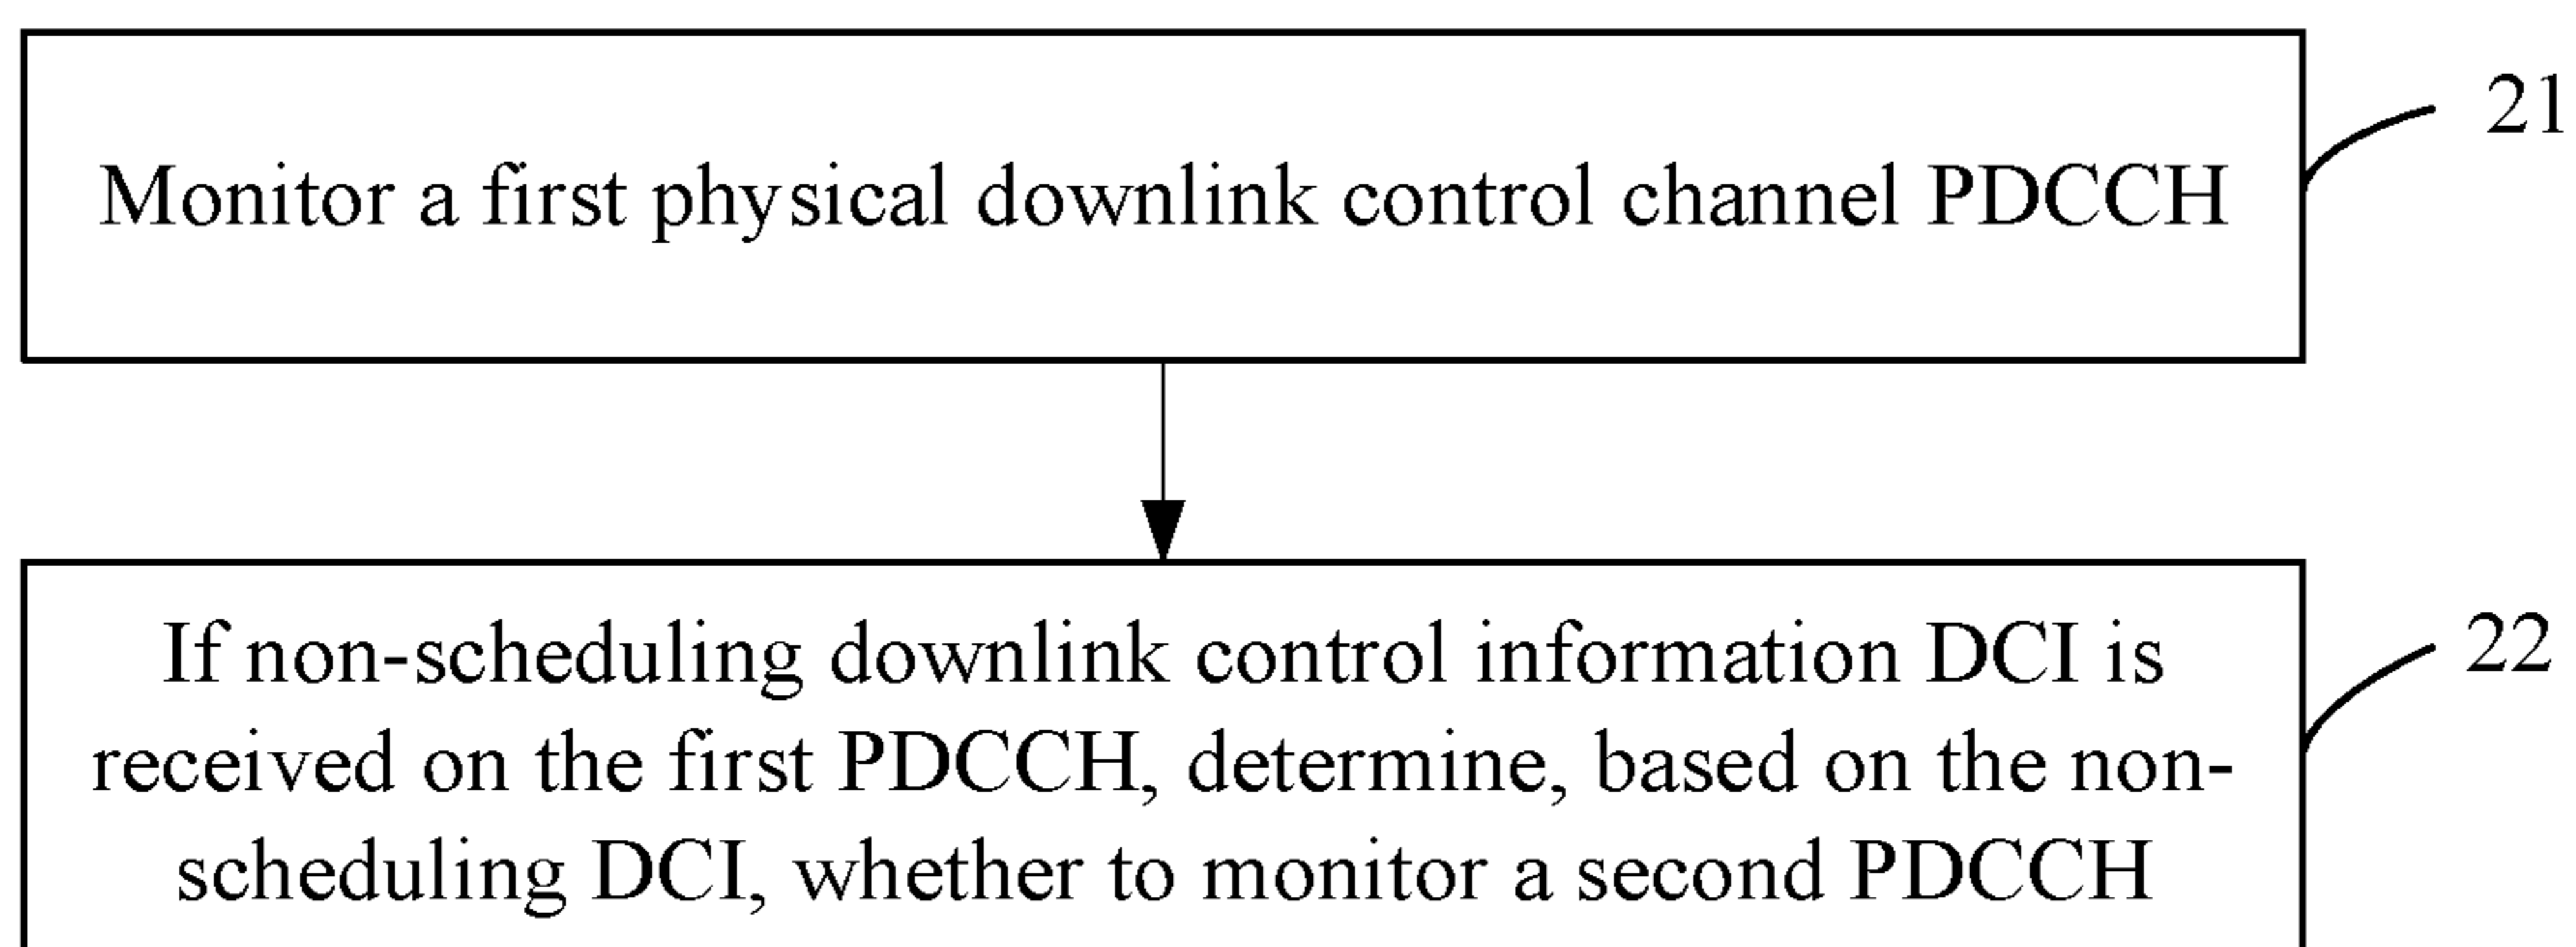 Monitor a first physical downlink control channel PDCCH
21
If non-scheduling downlink control information DCI is
received on the first PDCCH, determine, based on the non-
scheduling DCI, whether to monitor a second PDCCH
22